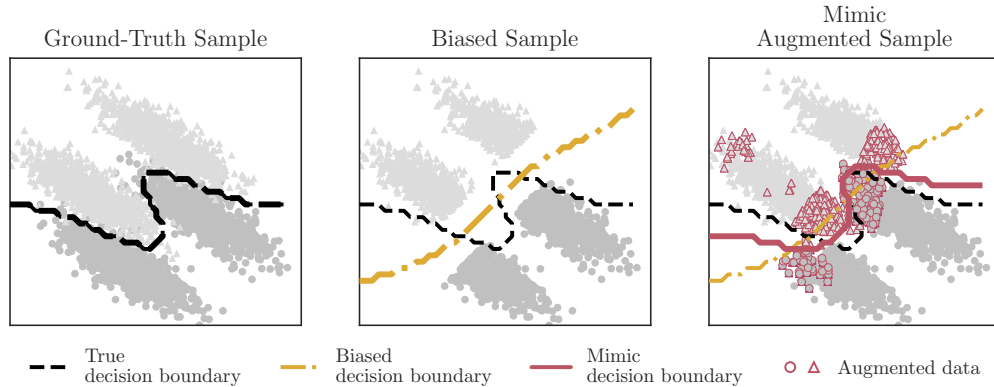 Ground-Truth Sample
Biased Sample
Mimic
Augmented Sample
True
decision boundary
Biased
decision boundary
Mimic
decision boundary
Augmented data